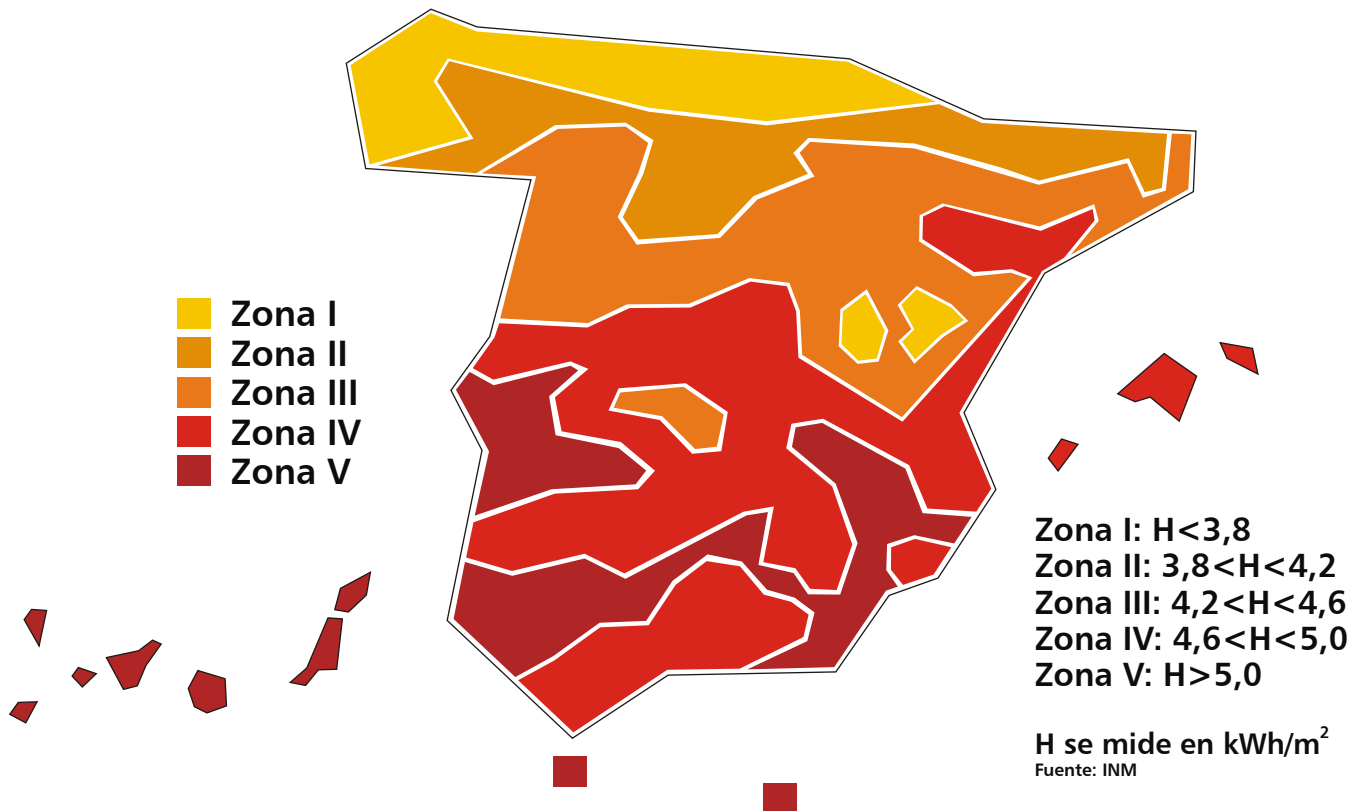 Zona I
Zona II
Zona III
Zona IV
Zona V
Zona I: H<3,8
Zona II: 3,8<H<4,2
Zona III: 4,2<H<4,6
Zona IV: 4,6<H<5,0
Zona V: H>5,0
H se mide en kWh/m²
Fuente: INM